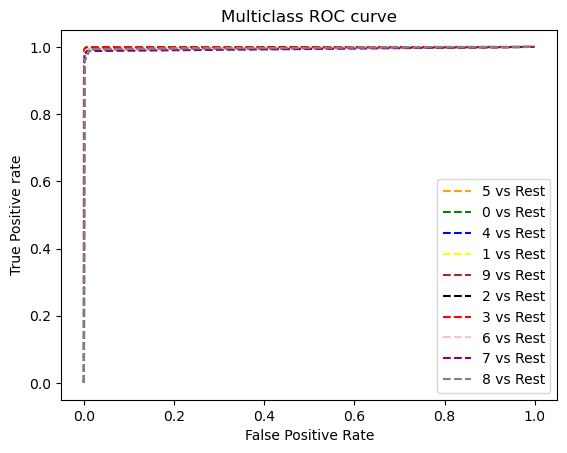 Multiclass ROC curve
True Positive rate
1.0
0.8
0.6
0.4
0.2
0.0
5 vs Rest
0 vs Rest
4 vs Rest
1 vs Rest
9 vs Rest
2 vs Rest
3 vs Rest
6 vs Rest
7 vs Rest
8 vs Rest
0.0 0.2 0.4 0.6 0.8 1.0
False Positive Rate